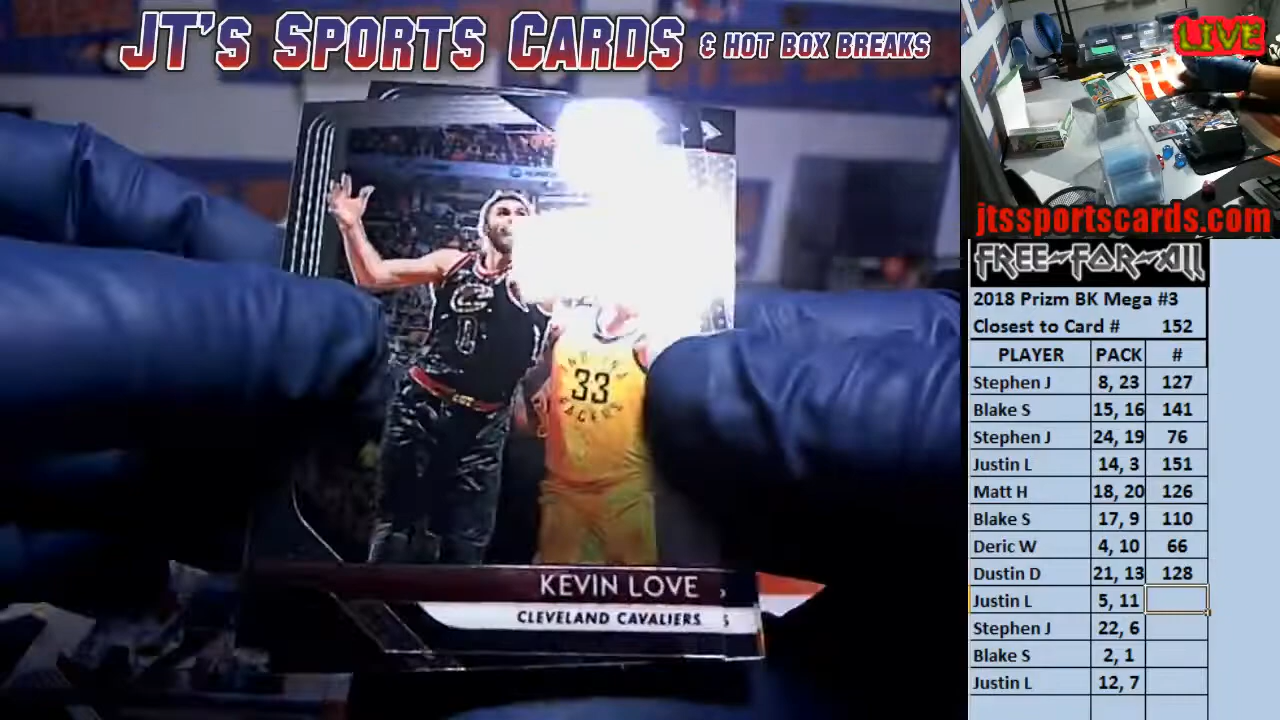 JT'S SPORTS CARDS & HOT BOX BREAKS
LIVE
jtssportscards.com
FREE-FOR-ALL
2018 Prizm BK Mega #3
Closest to Card # 152
PLAYER PACK #
Stephen J 8, 23 127
Blake S 15, 16 141
Stephen J 24, 19 76
Justin L 14, 3 151
Matt H 18, 20 126
Blake S 17, 9 110
Deric W 4, 10 66
Dustin D 21, 13 128
Justin L 5, 11
Stephen J 22, 6
Blake S 2, 1
Justin L 12, 7
33
KEVIN LOVE
CLEVELAND CAVALIERS